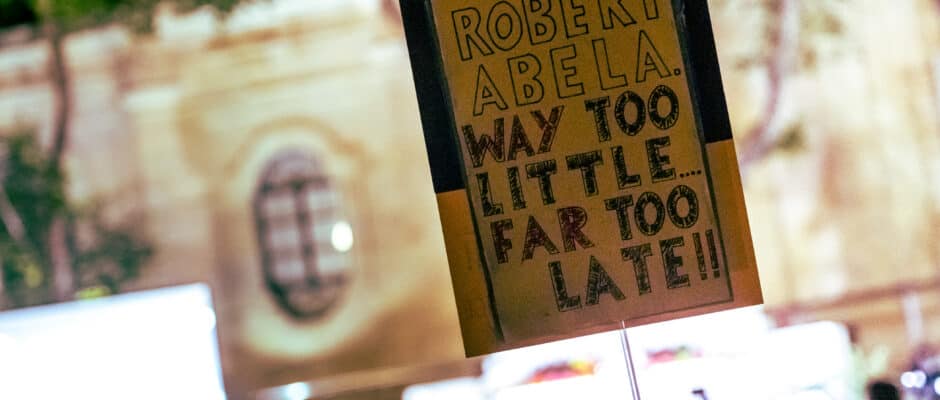 ROBERT
ABELA.
WAY TOO
LITTLE....
FAR TOO
LATE!!